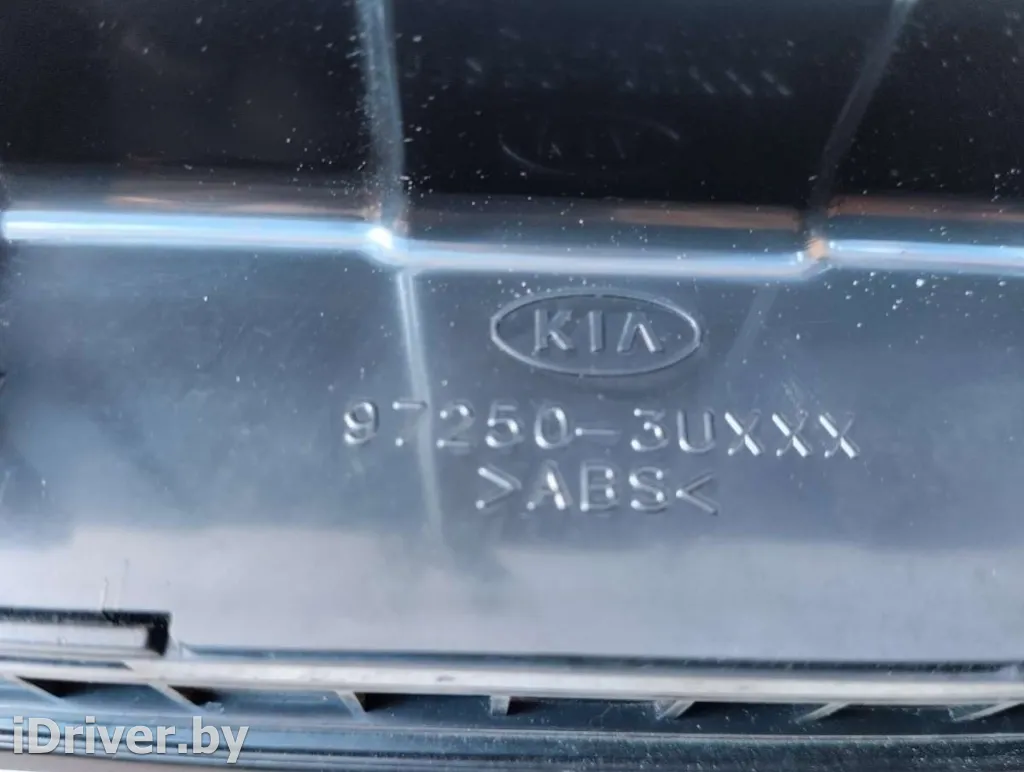 KIA
97250-3UXXX
>ABS<
iDriver.by